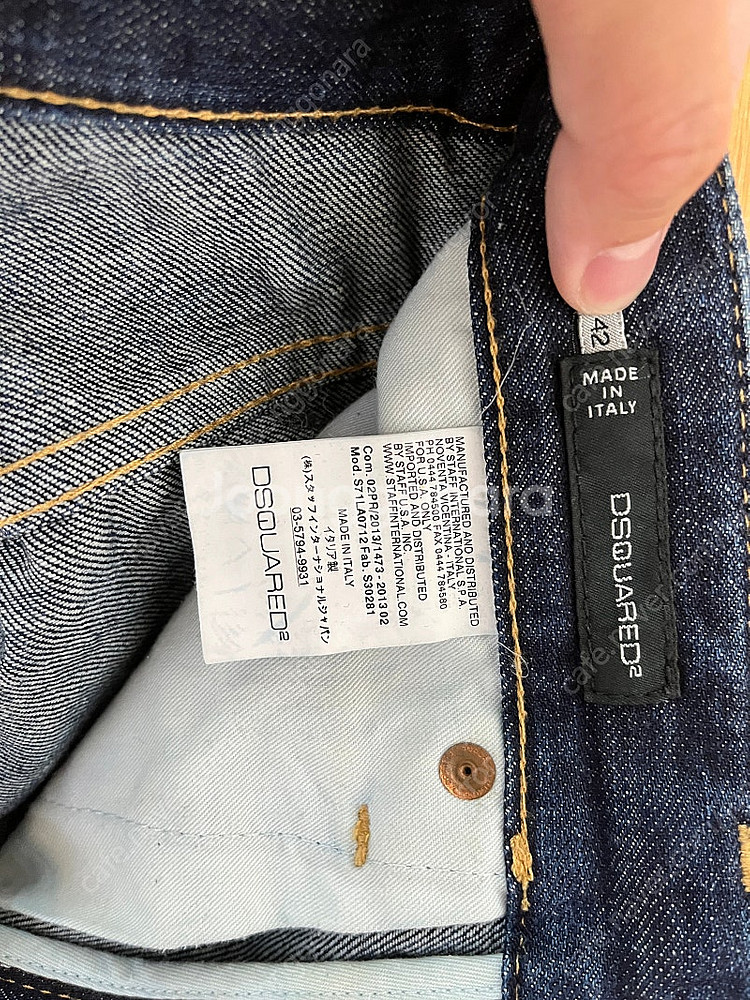 42
MADE
IN
ITALY
DSQUARED2
MANUFACTURED AND DISTRIBUTED
BY STAFF INTERNATIONAL S.P.A.
NOVENTA VICENTINA - ITALY
PH 0444 784500 FAX 0444 784580
FOR U.S.A. ONLY
IMPORTED AND DISTRIBUTED
BY STAFF U.S.A. INC.
WWW.STAFFINTERNATIONAL.COM
Com. 02PR/2013/1473 - 2013 02
Mod. S71LA0712 Fab. S30281
MADE IN ITALY
イタリア製
(株)スタッフインターナショナルジャパン
03-5794-9931
DSQUARED2